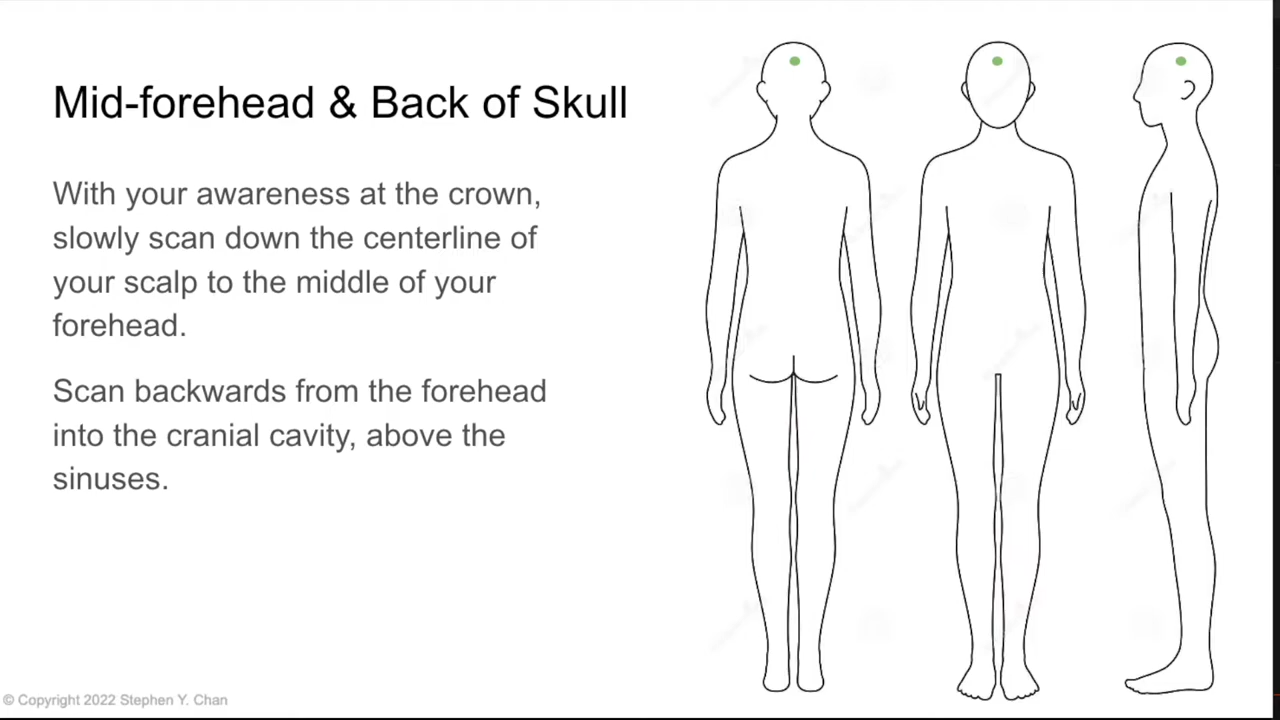 Mid-forehead & Back of Skull
With your awareness at the crown,
slowly scan down the centerline of
your scalp to the middle of your
forehead.
Scan backwards from the forehead
into the cranial cavity, above the
sinuses.
© Copyright 2022 Stephen Y. Chan